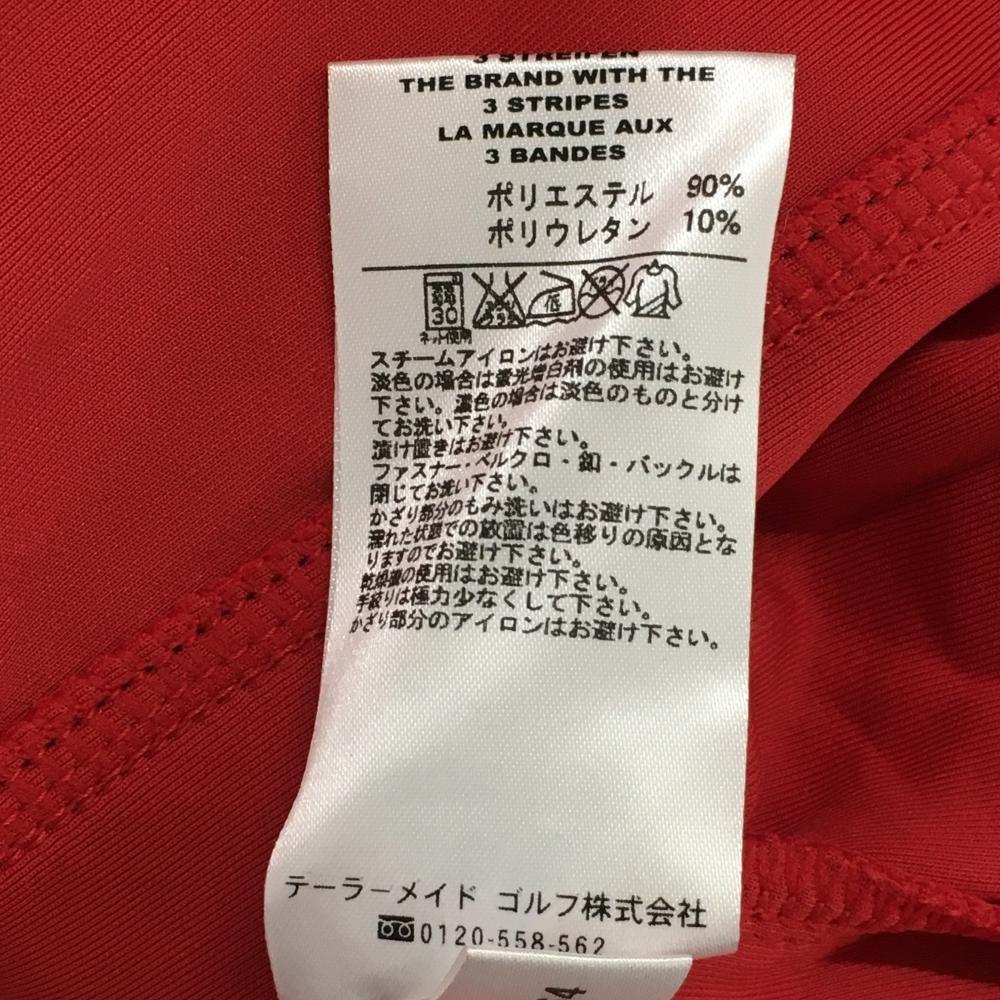 3 STREIFEN
THE BRAND WITH THE
3 STRIPES
LA MARQUE AUX
3 BANDES
ポリエステル 90%
ポリウレタン 10%
30 低
ネット使用
スチームアイロンはお避け下さい。
淡色の場合は蛍光増白剤の使用はお避け
下さい。濃色の場合は淡色のものと分け
てお洗い下さい。
漬け置きはお避け下さい。
ファスナー・ベルクロ・釦・バックルは
閉じてお洗い下さい。
かざり部分のもみ洗いはお避け下さい。
濡れた状態での放置は色移りの原因とな
りますのでお避け下さい。
乾燥機の使用はお避け下さい。
手絞りは極力少なくして下さい。
かざり部分のアイロンはお避け下さい。
テーラーメイド ゴルフ株式会社
0120-558-562